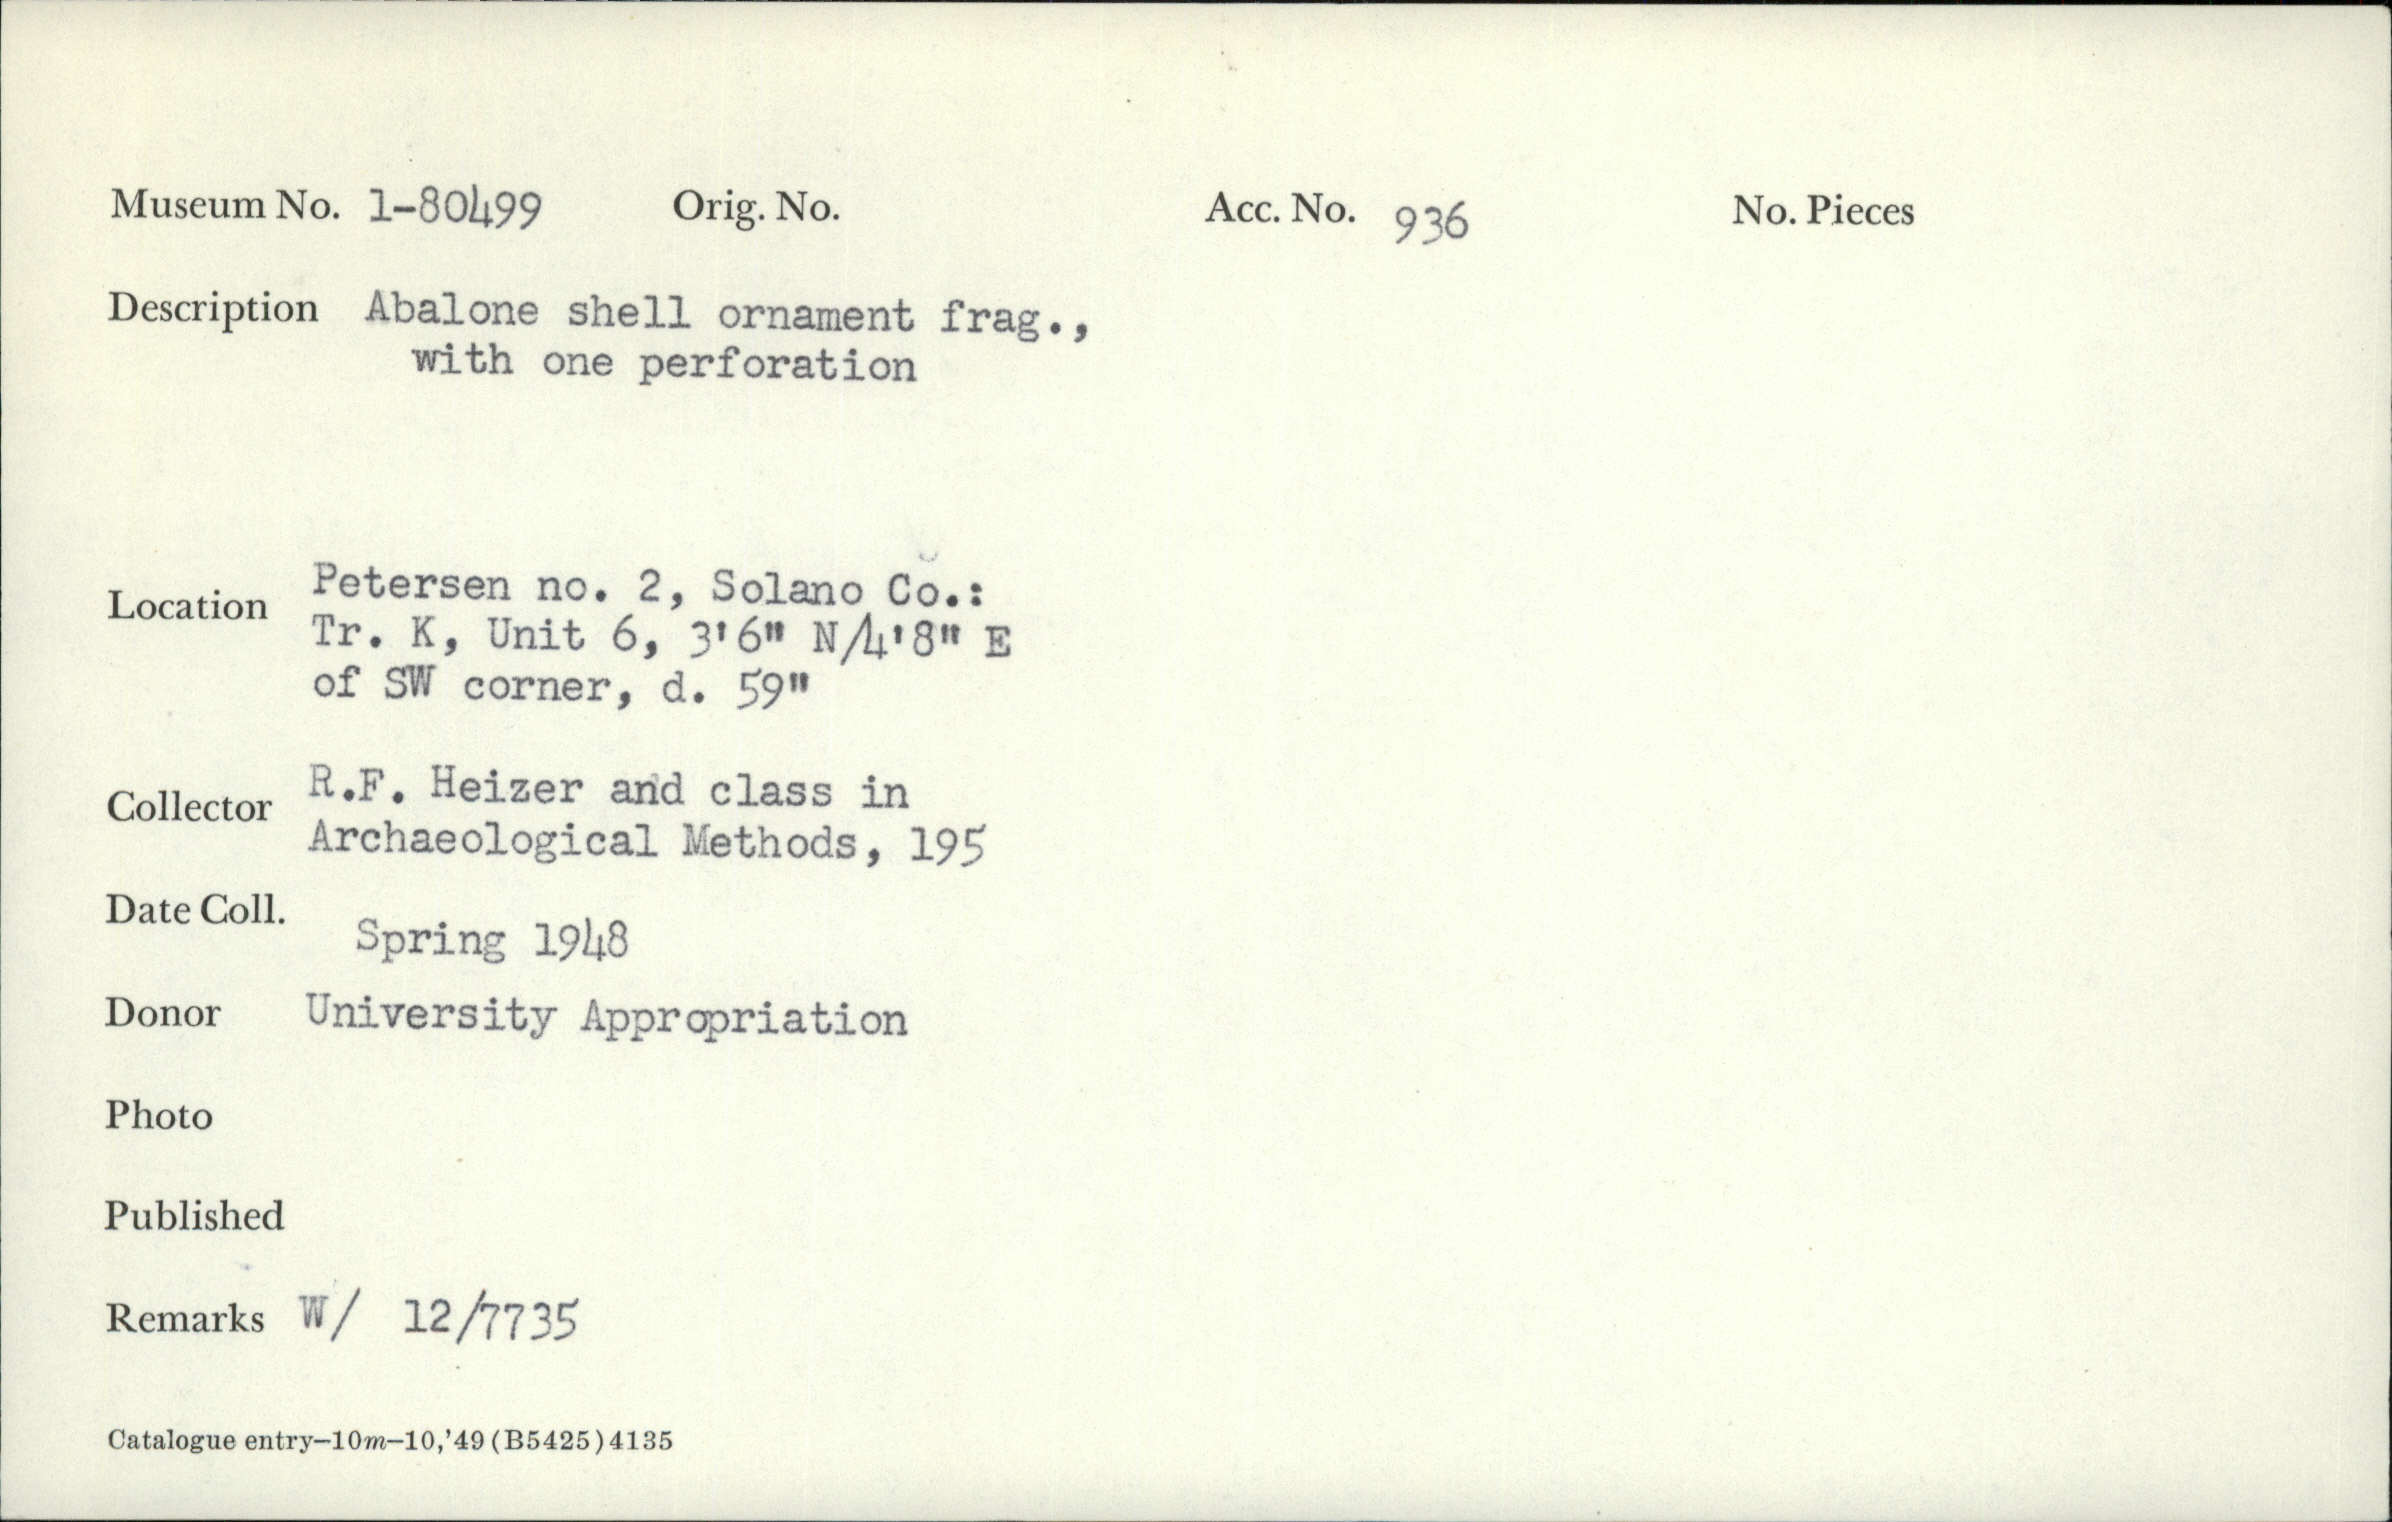 Museum No. 1-80499 Orig. No. Acc. No. 936 No. Pieces
Description Abalone shell ornament frag.,
with one perforation
Location Petersen no. 2, Solano Co.:
Tr. K, Unit 6, 3'6" N/4'8" E
of SW corner, d. 59"
Collector R.F. Heizer and class in
Archaeological Methods, 195
Date Coll. Spring 1948
Donor University Appropriation
Photo
Published
Remarks W/ 12/7735
Catalogue entry–10m–10,'49 (B5425) 4135